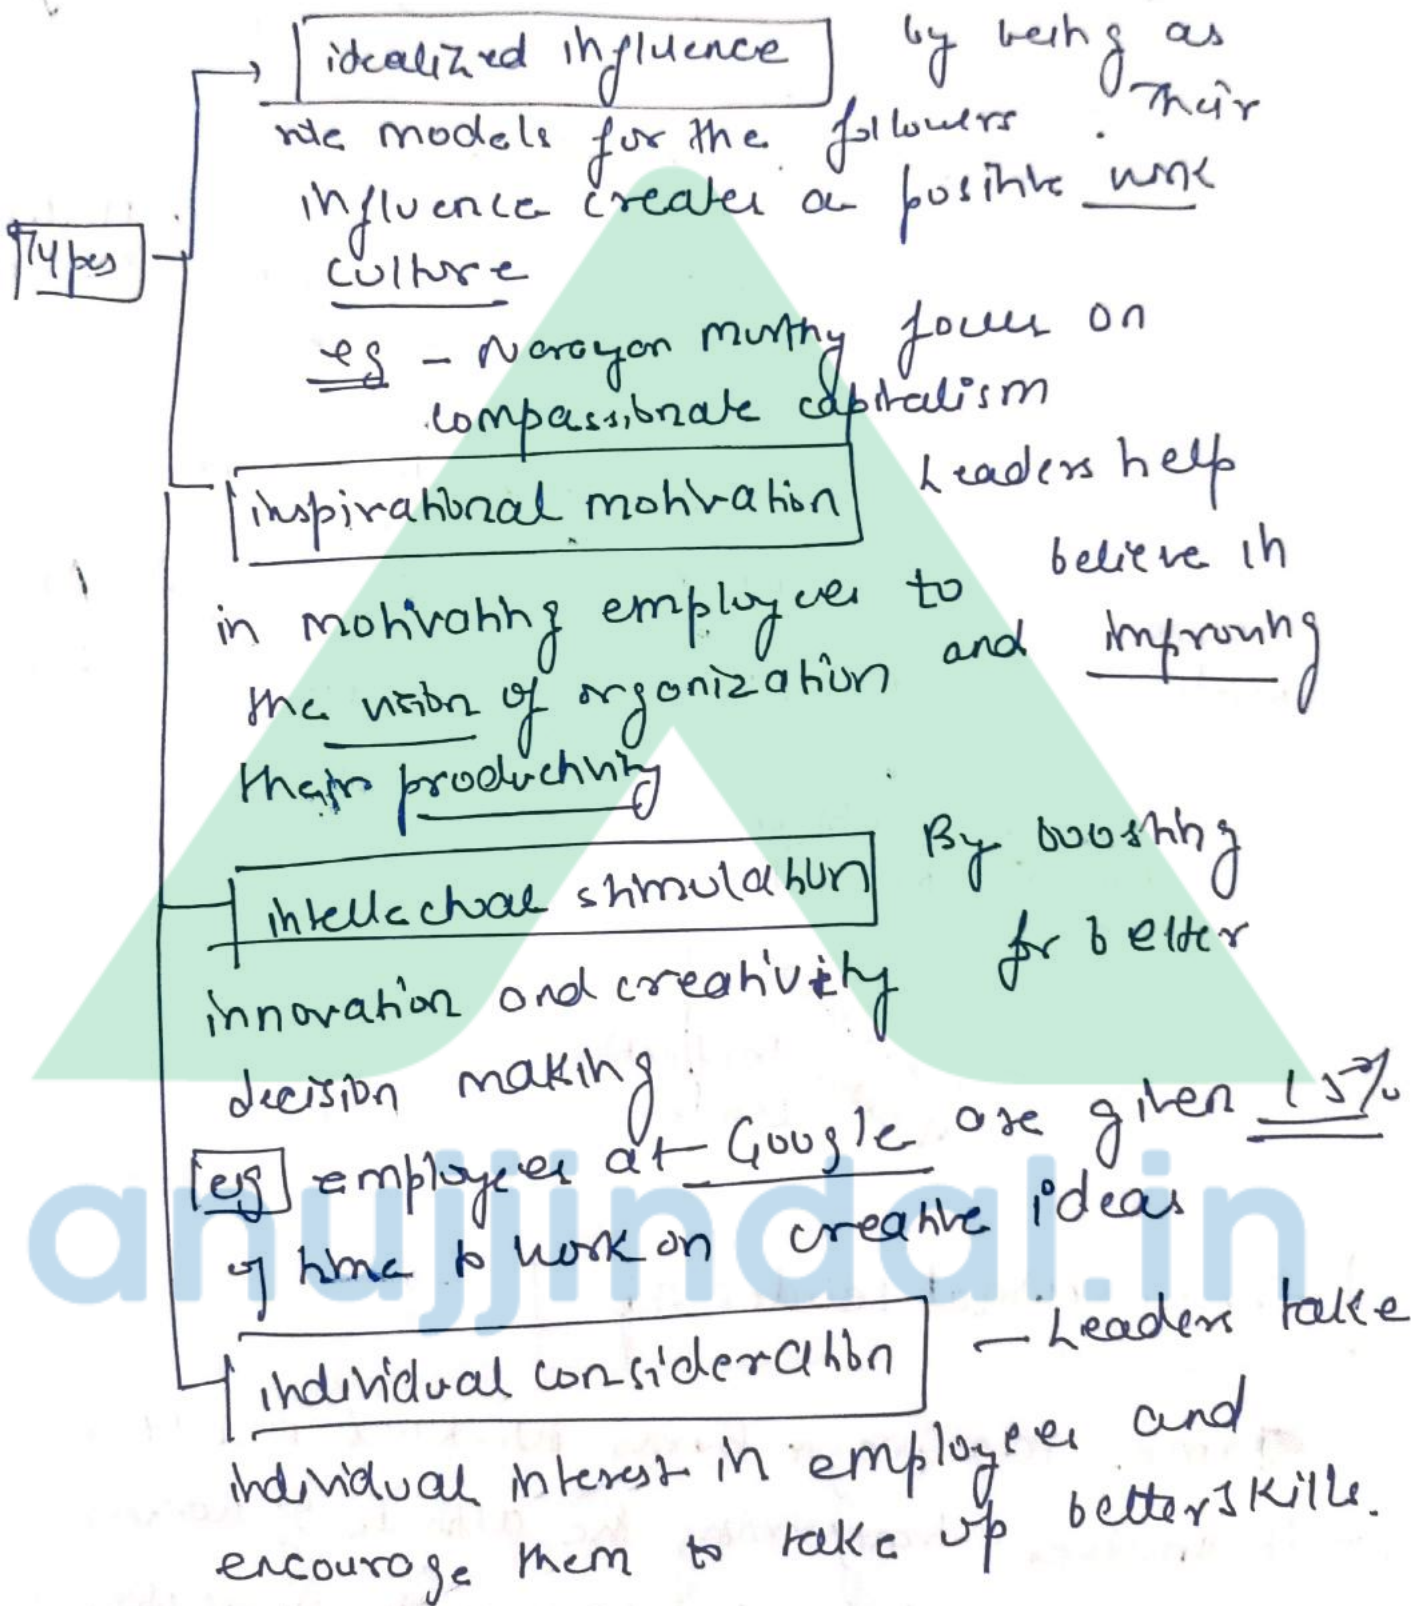 idealized influence by being as
role models for the followers. Their
influence creates a positive work
culture
Types
eg - Narayan Murthy focus on
compassionate capitalism
inspirational motivation Leaders help
in motivating employees to believe in
the vision of organization and improving
their productivity
intellectual stimulation By boosting
innovation and creativity for better
decision making
eg employees at Google are given 15%
of time to work on creative ideas
anujjindal.in
individual consideration - Leaders take
individual interest in employees and
encourage them to take up better skills.